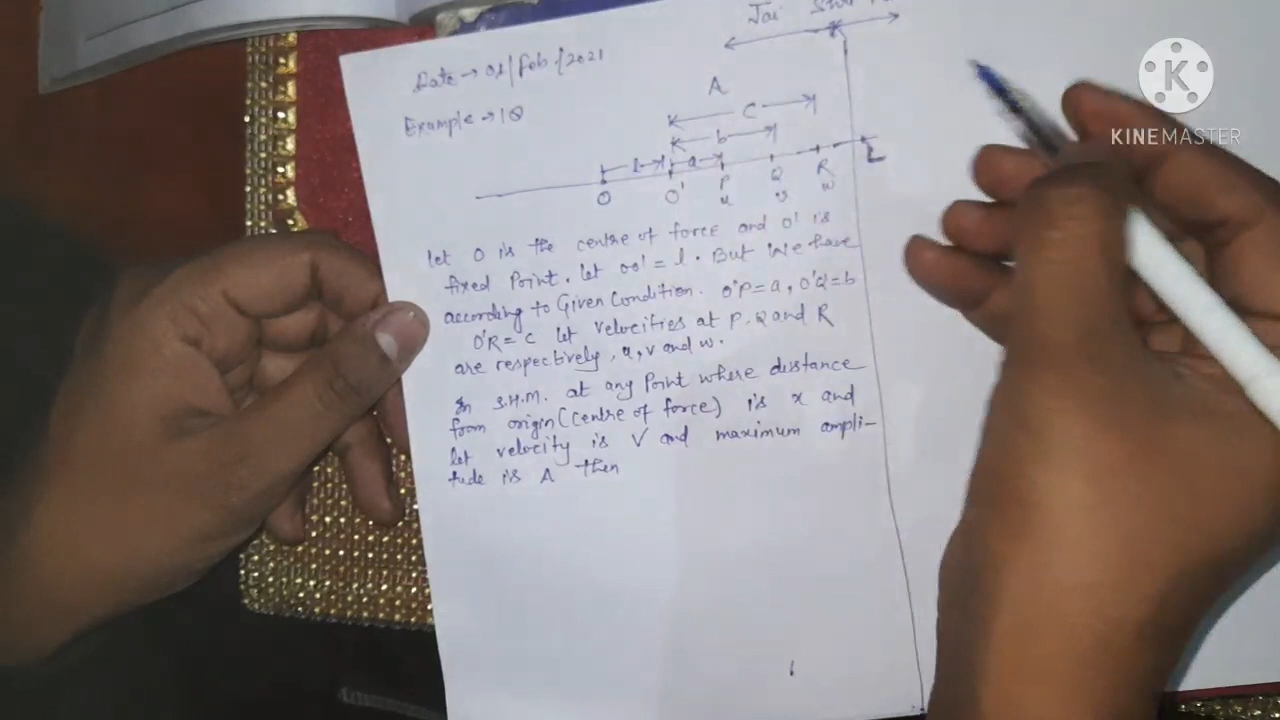 Jai Shri
Date → 01/Feb/2021
Example → 18
A
C
l a b
O O' P Q R L
u v w
let O is the centre of force and O' is
fixed Point. let OO' = l. But we have
according to Given Condition. O'P = a, O'Q = b
O'R = C let velocities at P, Q and R
are respectively, u, v and w.
In S.H.M. at any Point where distance
from origin (Centre of force) is x and
let velocity is V and maximum ampli-
tude is A then
K
KINEMASTER